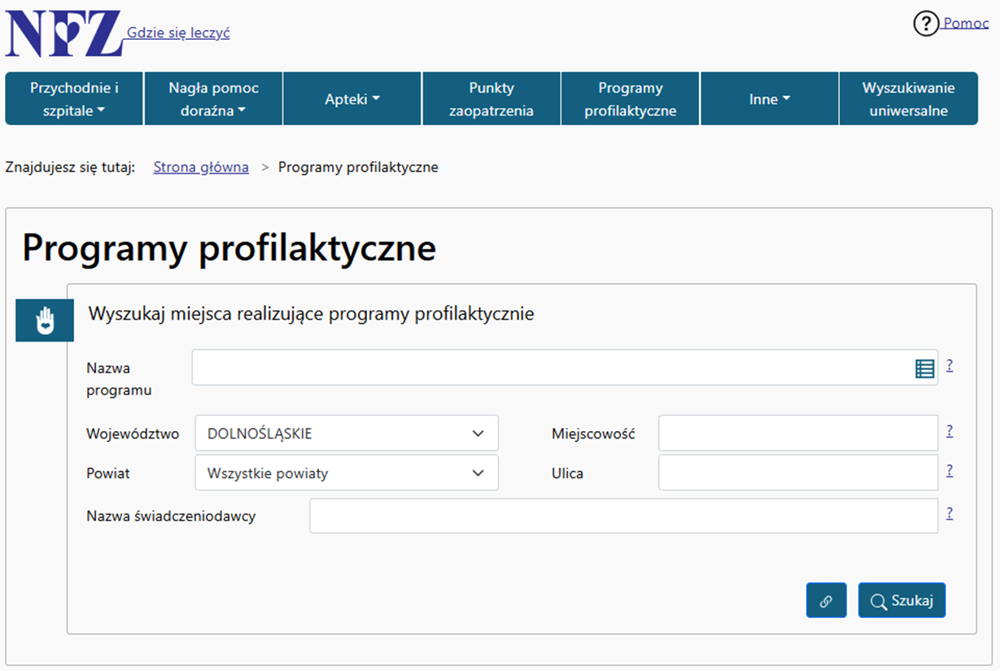 NFZ Gdzie się leczyć
? Pomoc
Przychodnie i szpitale
Nagła pomoc doraźna
Apteki
Punkty zaopatrzenia
Programy profilaktyczne
Inne
Wyszukiwanie uniwersalne
Znajdujesz się tutaj: Strona główna > Programy profilaktyczne
Programy profilaktyczne
Wyszukaj miejsca realizujące programy profilaktycznie
Nazwa programu ?
Województwo DOLNOŚLĄSKIE Miejscowość ?
Powiat Wszystkie powiaty Ulica ?
Nazwa świadczeniodawcy ?
Szukaj